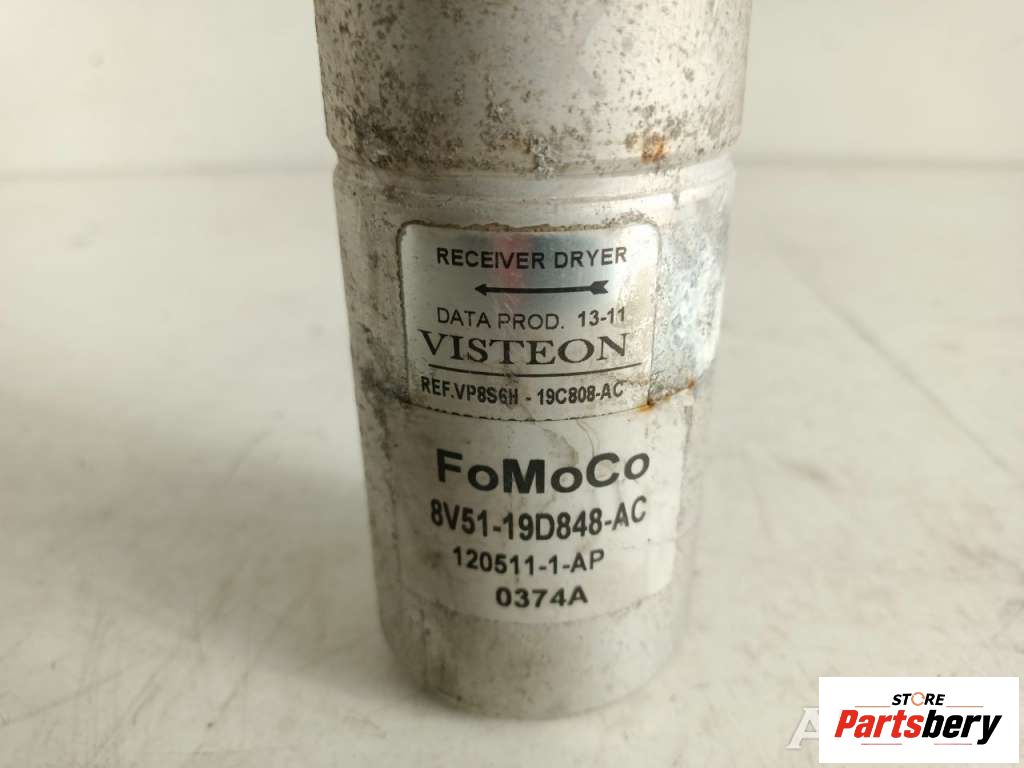 RECEIVER DRYER
DATA PROD. 13-11
VISTEON
REF.VP8S6H - 19C808-AC
FoMoCo
8V51-19D848-AC
120511-1-AP
0374A
STORE
Partsbery